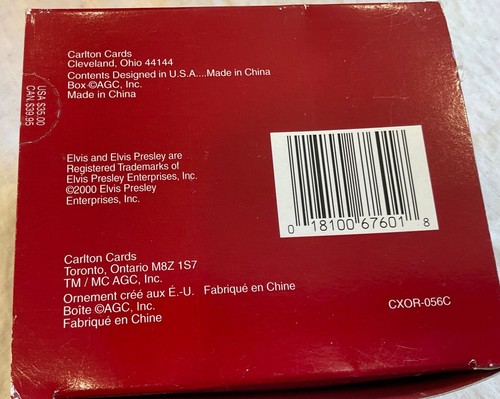 Carlton Cards
Cleveland, Ohio 44144
Contents Designed in U.S.A....Made in China
Box ©AGC, Inc.
Made in China
USA $35.00
CAN $39.95
Elvis and Elvis Presley are
Registered Trademarks of
Elvis Presley Enterprises, Inc.
©2000 Elvis Presley
Enterprises, Inc.
0 18100 67601 8
Carlton Cards
Toronto, Ontario M8Z 1S7
TM / MC AGC, Inc.
Ornement créé aux É.-U. Fabriqué en Chine
Boîte ©AGC, Inc.
Fabriqué en Chine
CXOR-056C